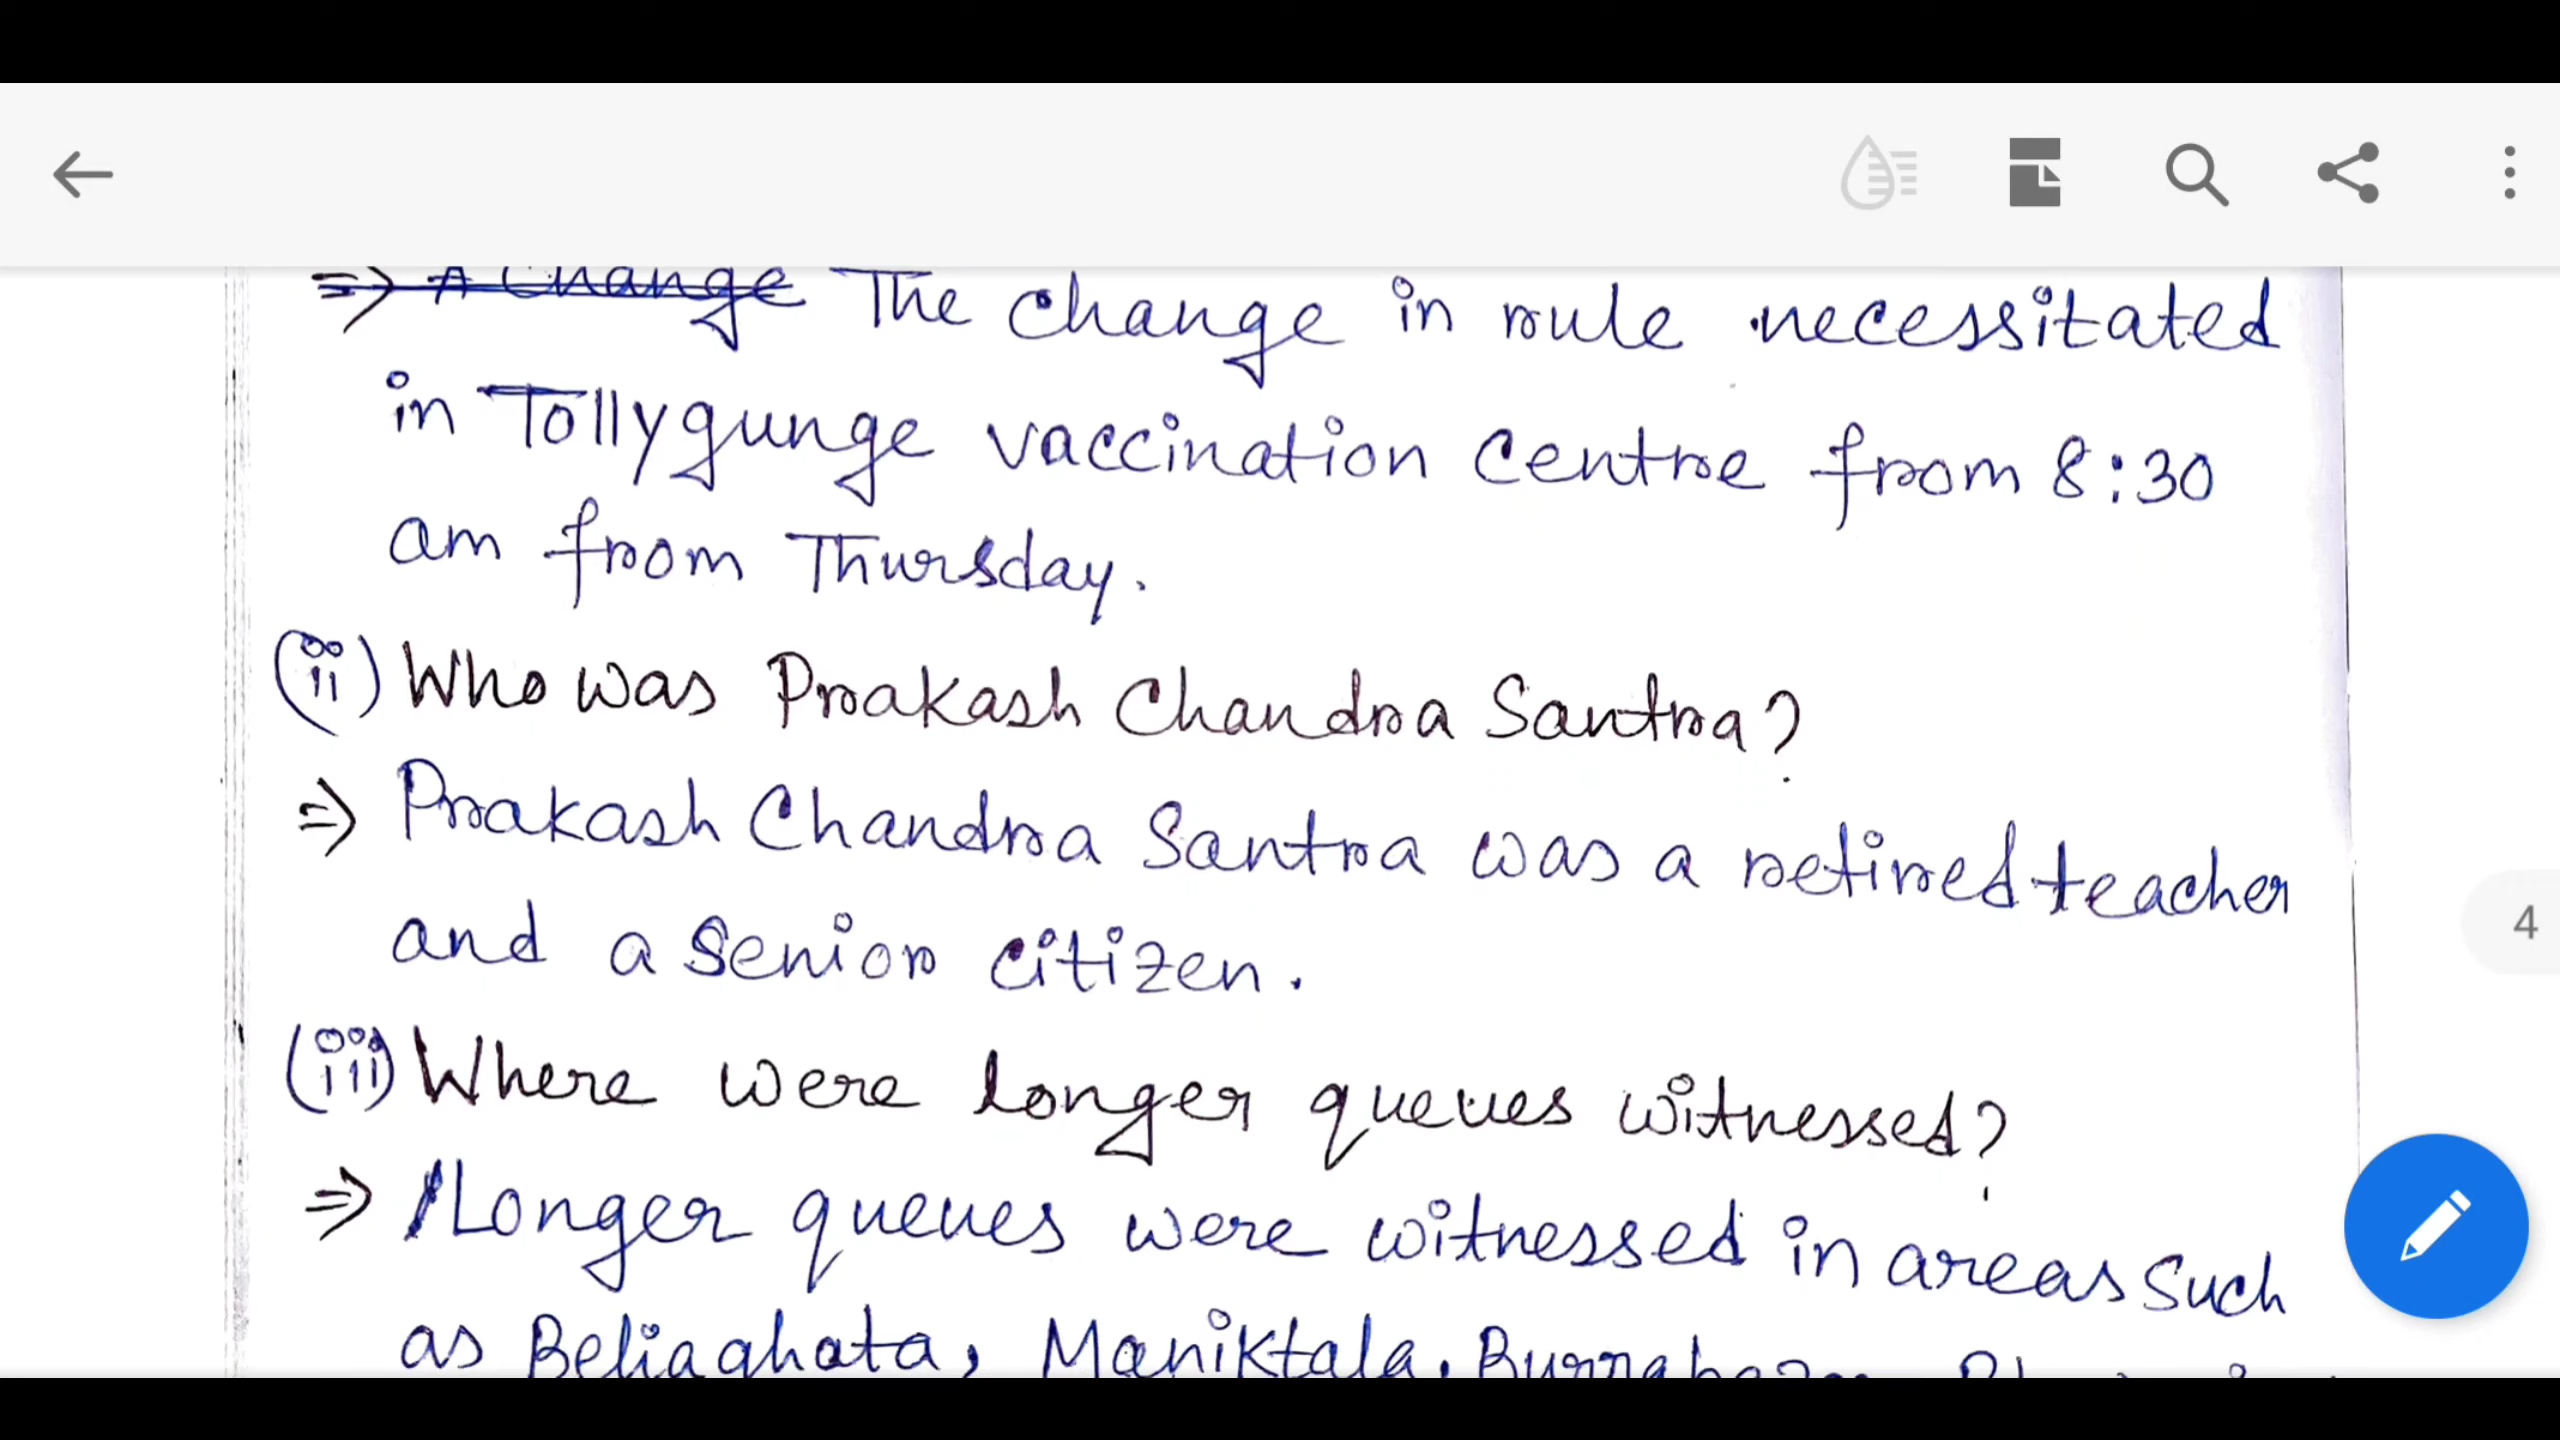 => A Change The change in rule necessitated
in Tollygunge vaccination centre from 8:30
am from Thursday.
(ii) Who was Prakash Chandra Santra?
=> Prakash Chandra Santra was a retired teacher
and a senior citizen.
(iii) Where were longer queues witnessed?
=> Longer queues were witnessed in areas such
as Beliaghata, Maniktala,
4